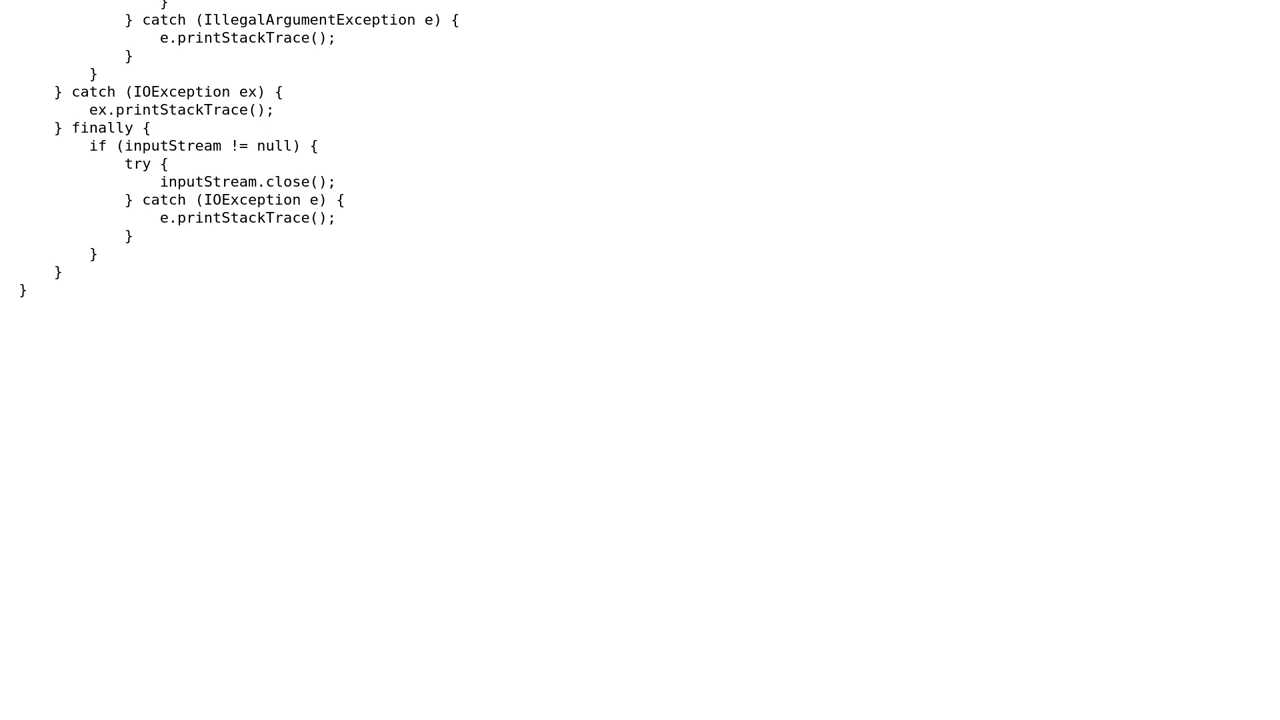 }
            } catch (IllegalArgumentException e) {
                e.printStackTrace();
            }
        }
    } catch (IOException ex) {
        ex.printStackTrace();
    } finally {
        if (inputStream != null) {
            try {
                inputStream.close();
            } catch (IOException e) {
                e.printStackTrace();
            }
        }
    }
}